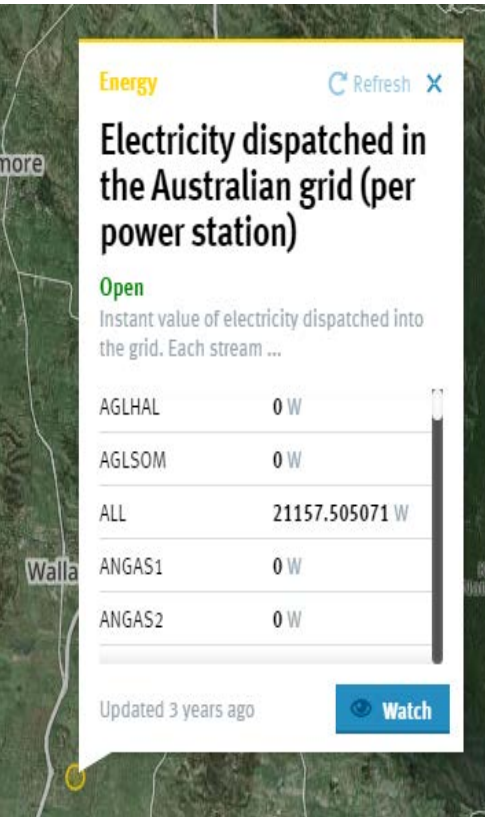 Energy
Refresh X
Electricity dispatched in
the Australian grid (per
power station)
Open
Instant value of electricity dispatched into
the grid. Each stream ...
AGLHAL 0 W
AGLSOM 0 W
ALL 21157.505071 W
ANGAS1 0 W
ANGAS2 0 W
Updated 3 years ago
Watch
more
Walla